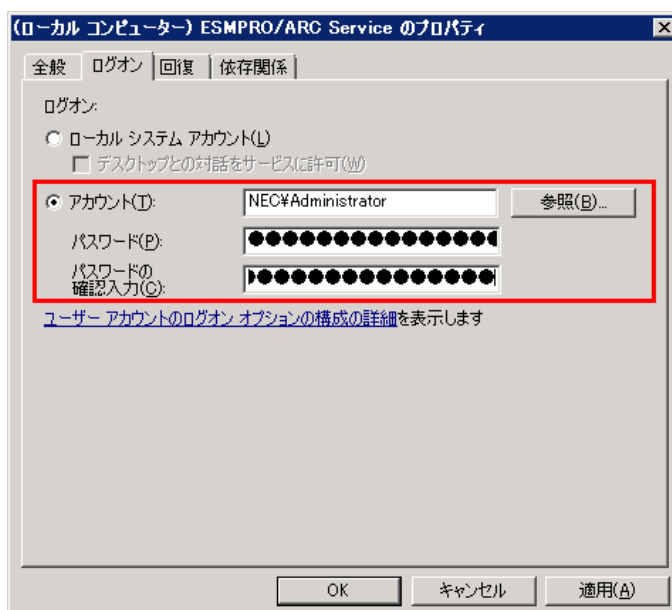 (ローカル コンピューター) ESMPRO/ARC Service のプロパティ
全般 ログオン 回復 依存関係
ログオン:
ローカル システム アカウント(L)
デスクトップとの対話をサービスに許可(W)
アカウント(T): NEC¥Administrator 参照(B)...
パスワード(P): ●●●●●●●●●●●●●●●
パスワードの
確認入力(C): ●●●●●●●●●●●●●●●
ユーザー アカウントのログオン オプションの構成の詳細を表示します
OK キャンセル 適用(A)